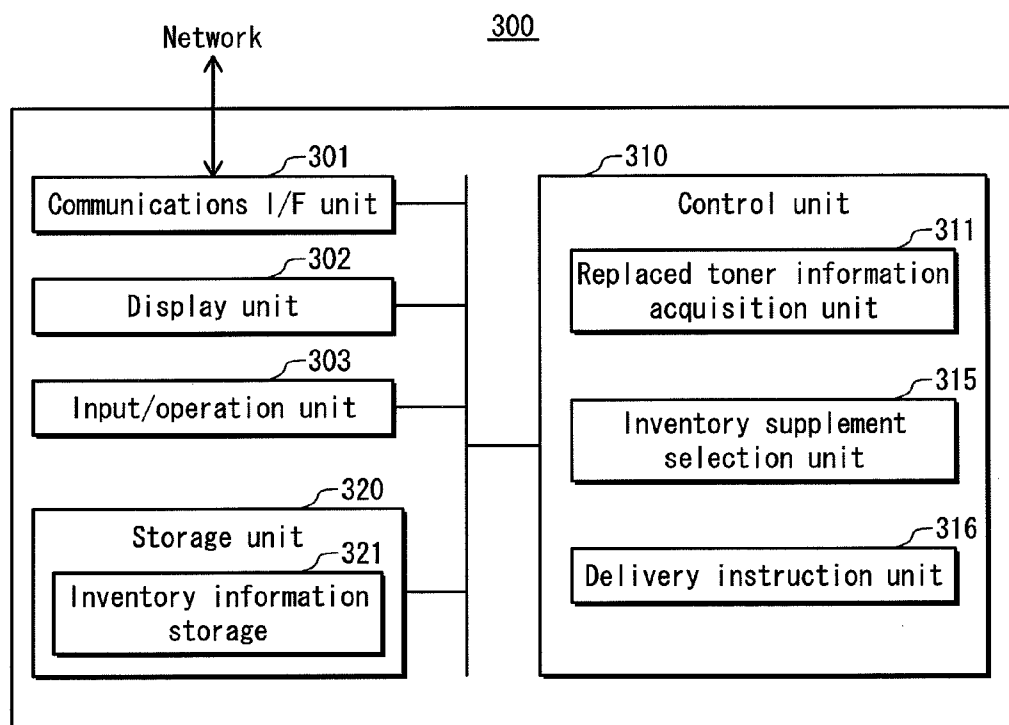 300
Network
301
Communications I/F unit
302
Display unit
303
Input/operation unit
320
Storage unit
321
Inventory information
storage
310
Control unit
311
Replaced toner information
acquisition unit
315
Inventory supplement
selection unit
316
Delivery instruction unit